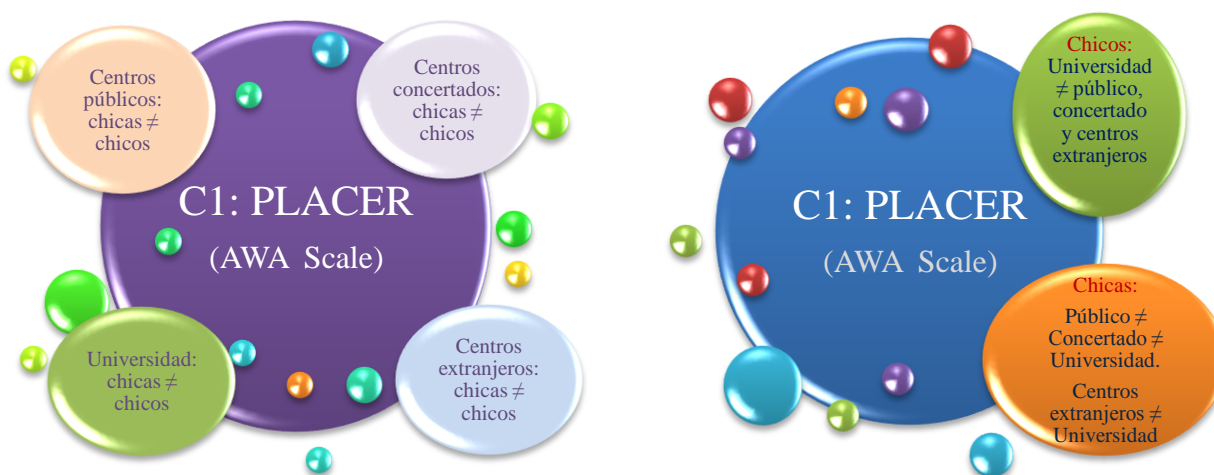 Centros
públicos:
chicas ≠
chicos
Centros
concertados:
chicas ≠
chicos
C1: PLACER
(AWA Scale)
Universidad:
chicas ≠
chicos
Centros
extranjeros:
chicas ≠
chicos
Chicos:
Universidad
≠ público,
concertado
y centros
extranjeros
C1: PLACER
(AWA Scale)
Chicas:
Público ≠
Concertado ≠
Universidad.
Centros
extranjeros ≠
Universidad